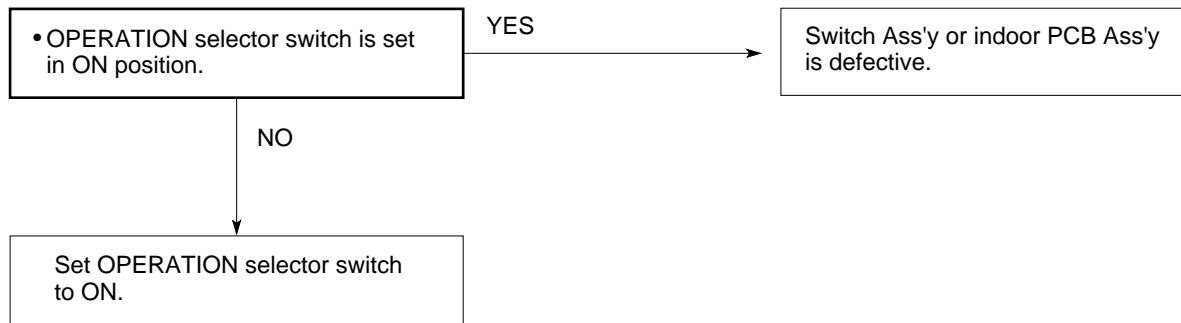 • OPERATION selector switch is set
in ON position.
YES
Switch Ass'y or indoor PCB Ass'y
is defective.
NO
Set OPERATION selector switch
to ON.